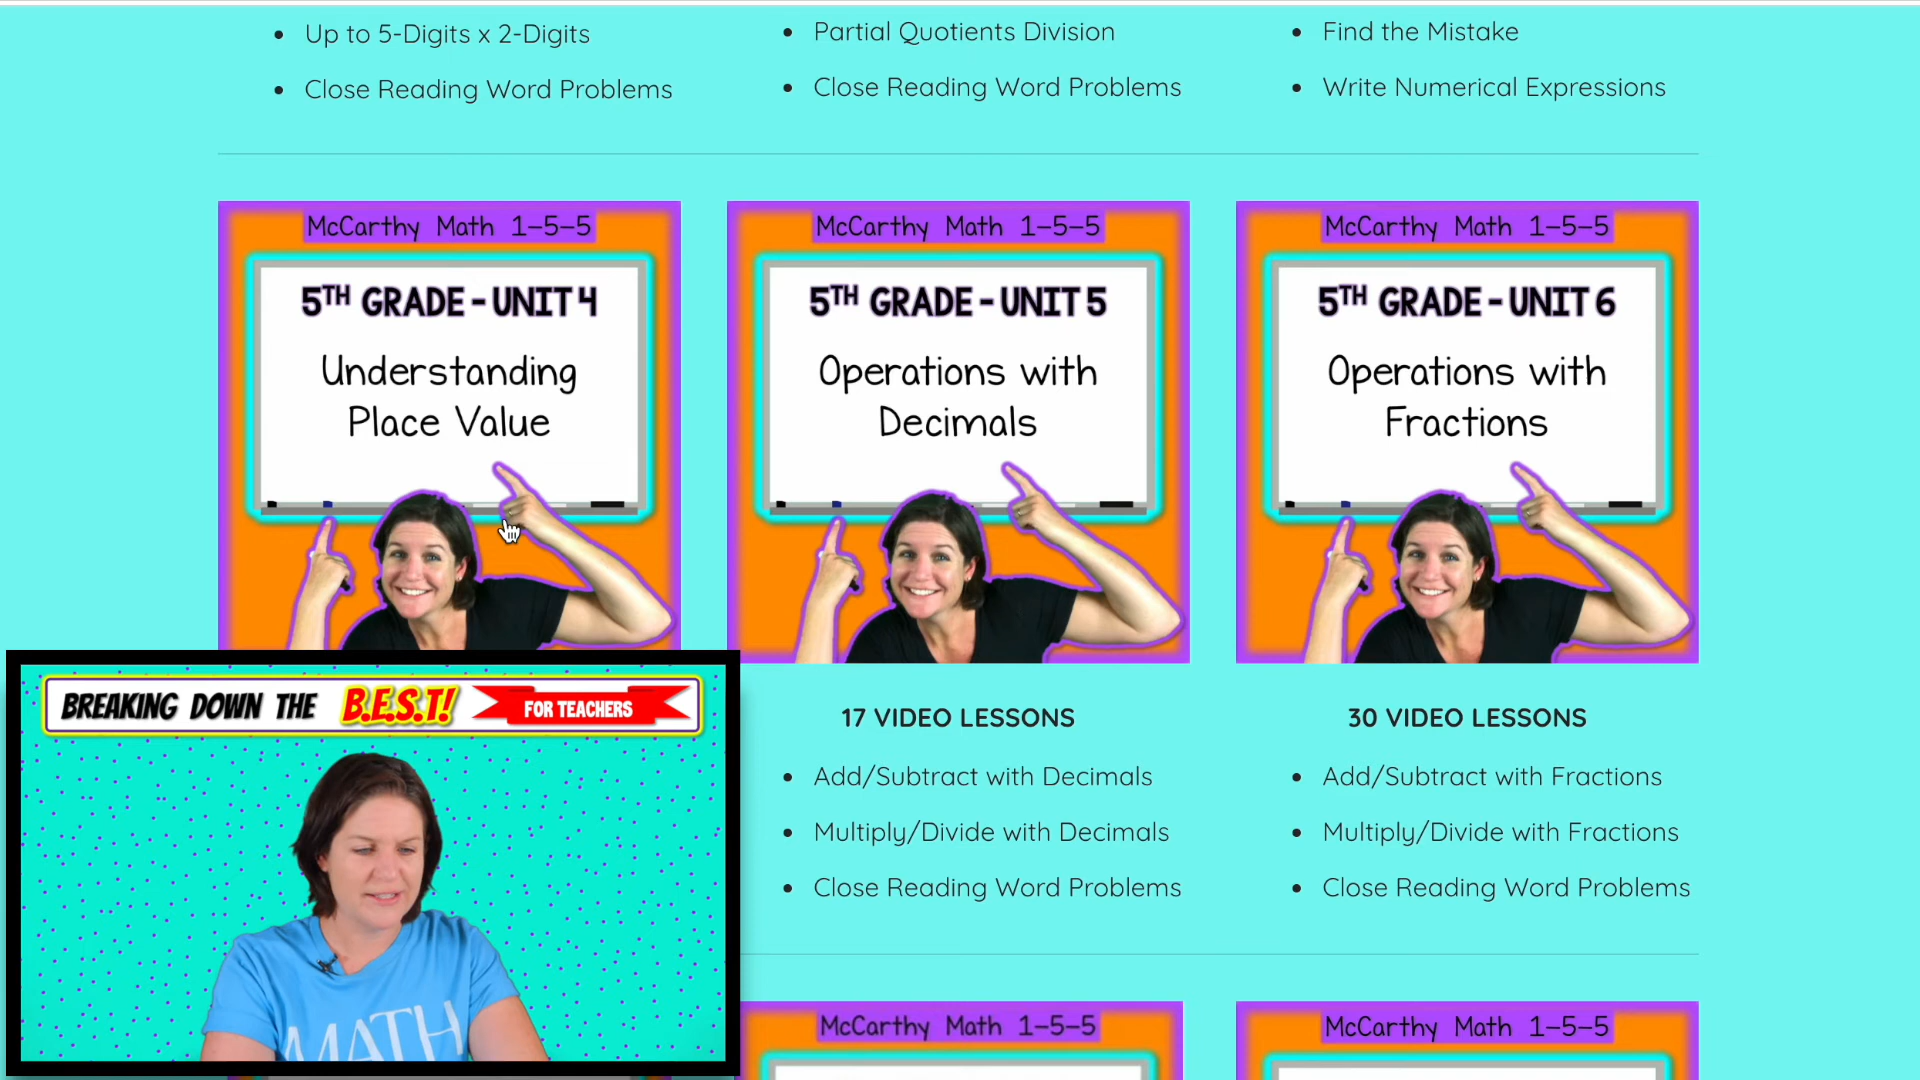 Up to 5-Digits x 2-Digits
Close Reading Word Problems
Partial Quotients Division
Close Reading Word Problems
Find the Mistake
Write Numerical Expressions
McCarthy Math 1-5-5
5TH GRADE - UNIT 4
Understanding
Place Value
McCarthy Math 1-5-5
5TH GRADE - UNIT 5
Operations with
Decimals
McCarthy Math 1-5-5
5TH GRADE - UNIT 6
Operations with
Fractions
BREAKING DOWN THE B.E.S.T! FOR TEACHERS
MATH
17 VIDEO LESSONS
Add/Subtract with Decimals
Multiply/Divide with Decimals
Close Reading Word Problems
30 VIDEO LESSONS
Add/Subtract with Fractions
Multiply/Divide with Fractions
Close Reading Word Problems
McCarthy Math 1-5-5
McCarthy Math 1-5-5